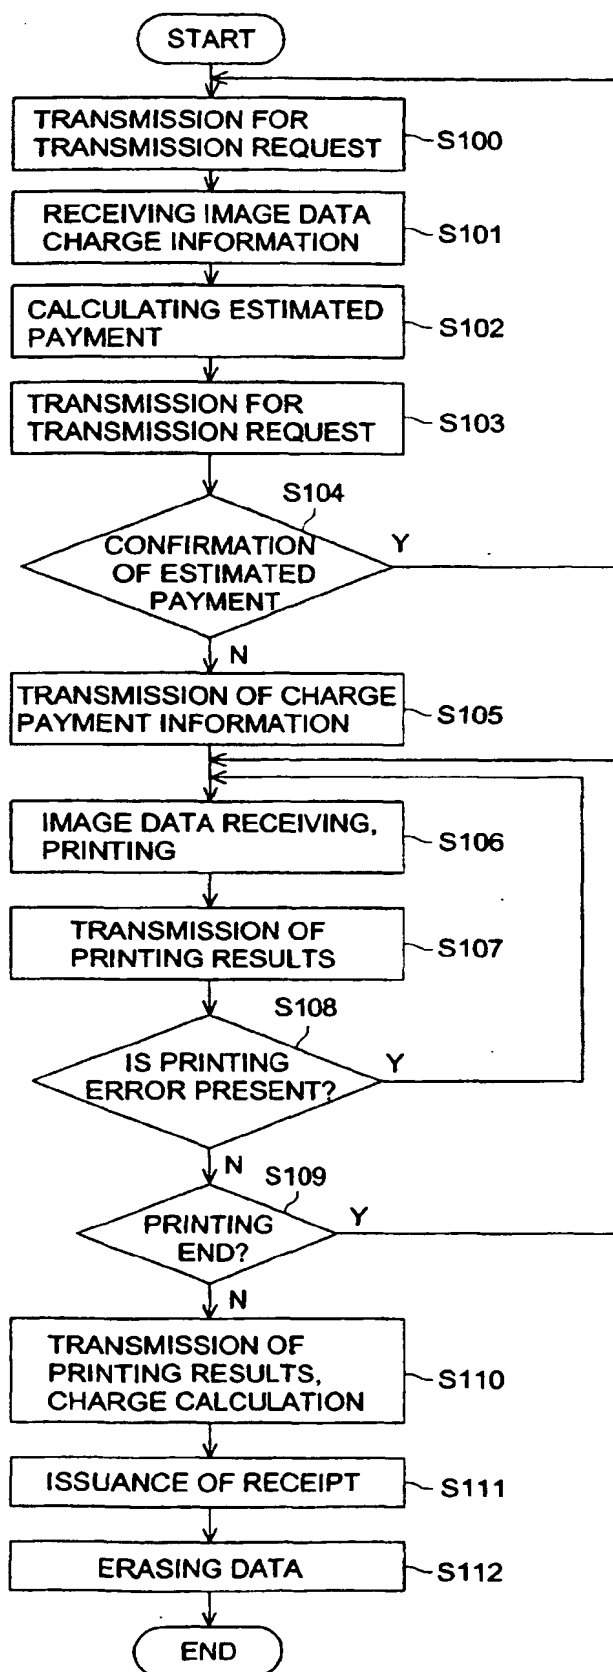 START
TRANSMISSION FOR
TRANSMISSION REQUEST
S100
RECEIVING IMAGE DATA
CHARGE INFORMATION
S101
CALCULATING ESTIMATED
PAYMENT
S102
TRANSMISSION FOR
TRANSMISSION REQUEST
S103
S104
CONFIRMATION
OF ESTIMATED
PAYMENT
Y
N
TRANSMISSION OF CHARGE
PAYMENT INFORMATION
S105
IMAGE DATA RECEIVING,
PRINTING
S106
TRANSMISSION OF
PRINTING RESULTS
S107
S108
IS PRINTING
ERROR PRESENT?
Y
N
S109
PRINTING
END?
Y
N
TRANSMISSION OF
PRINTING RESULTS,
CHARGE CALCULATION
S110
ISSUANCE OF RECEIPT
S111
ERASING DATA
S112
END